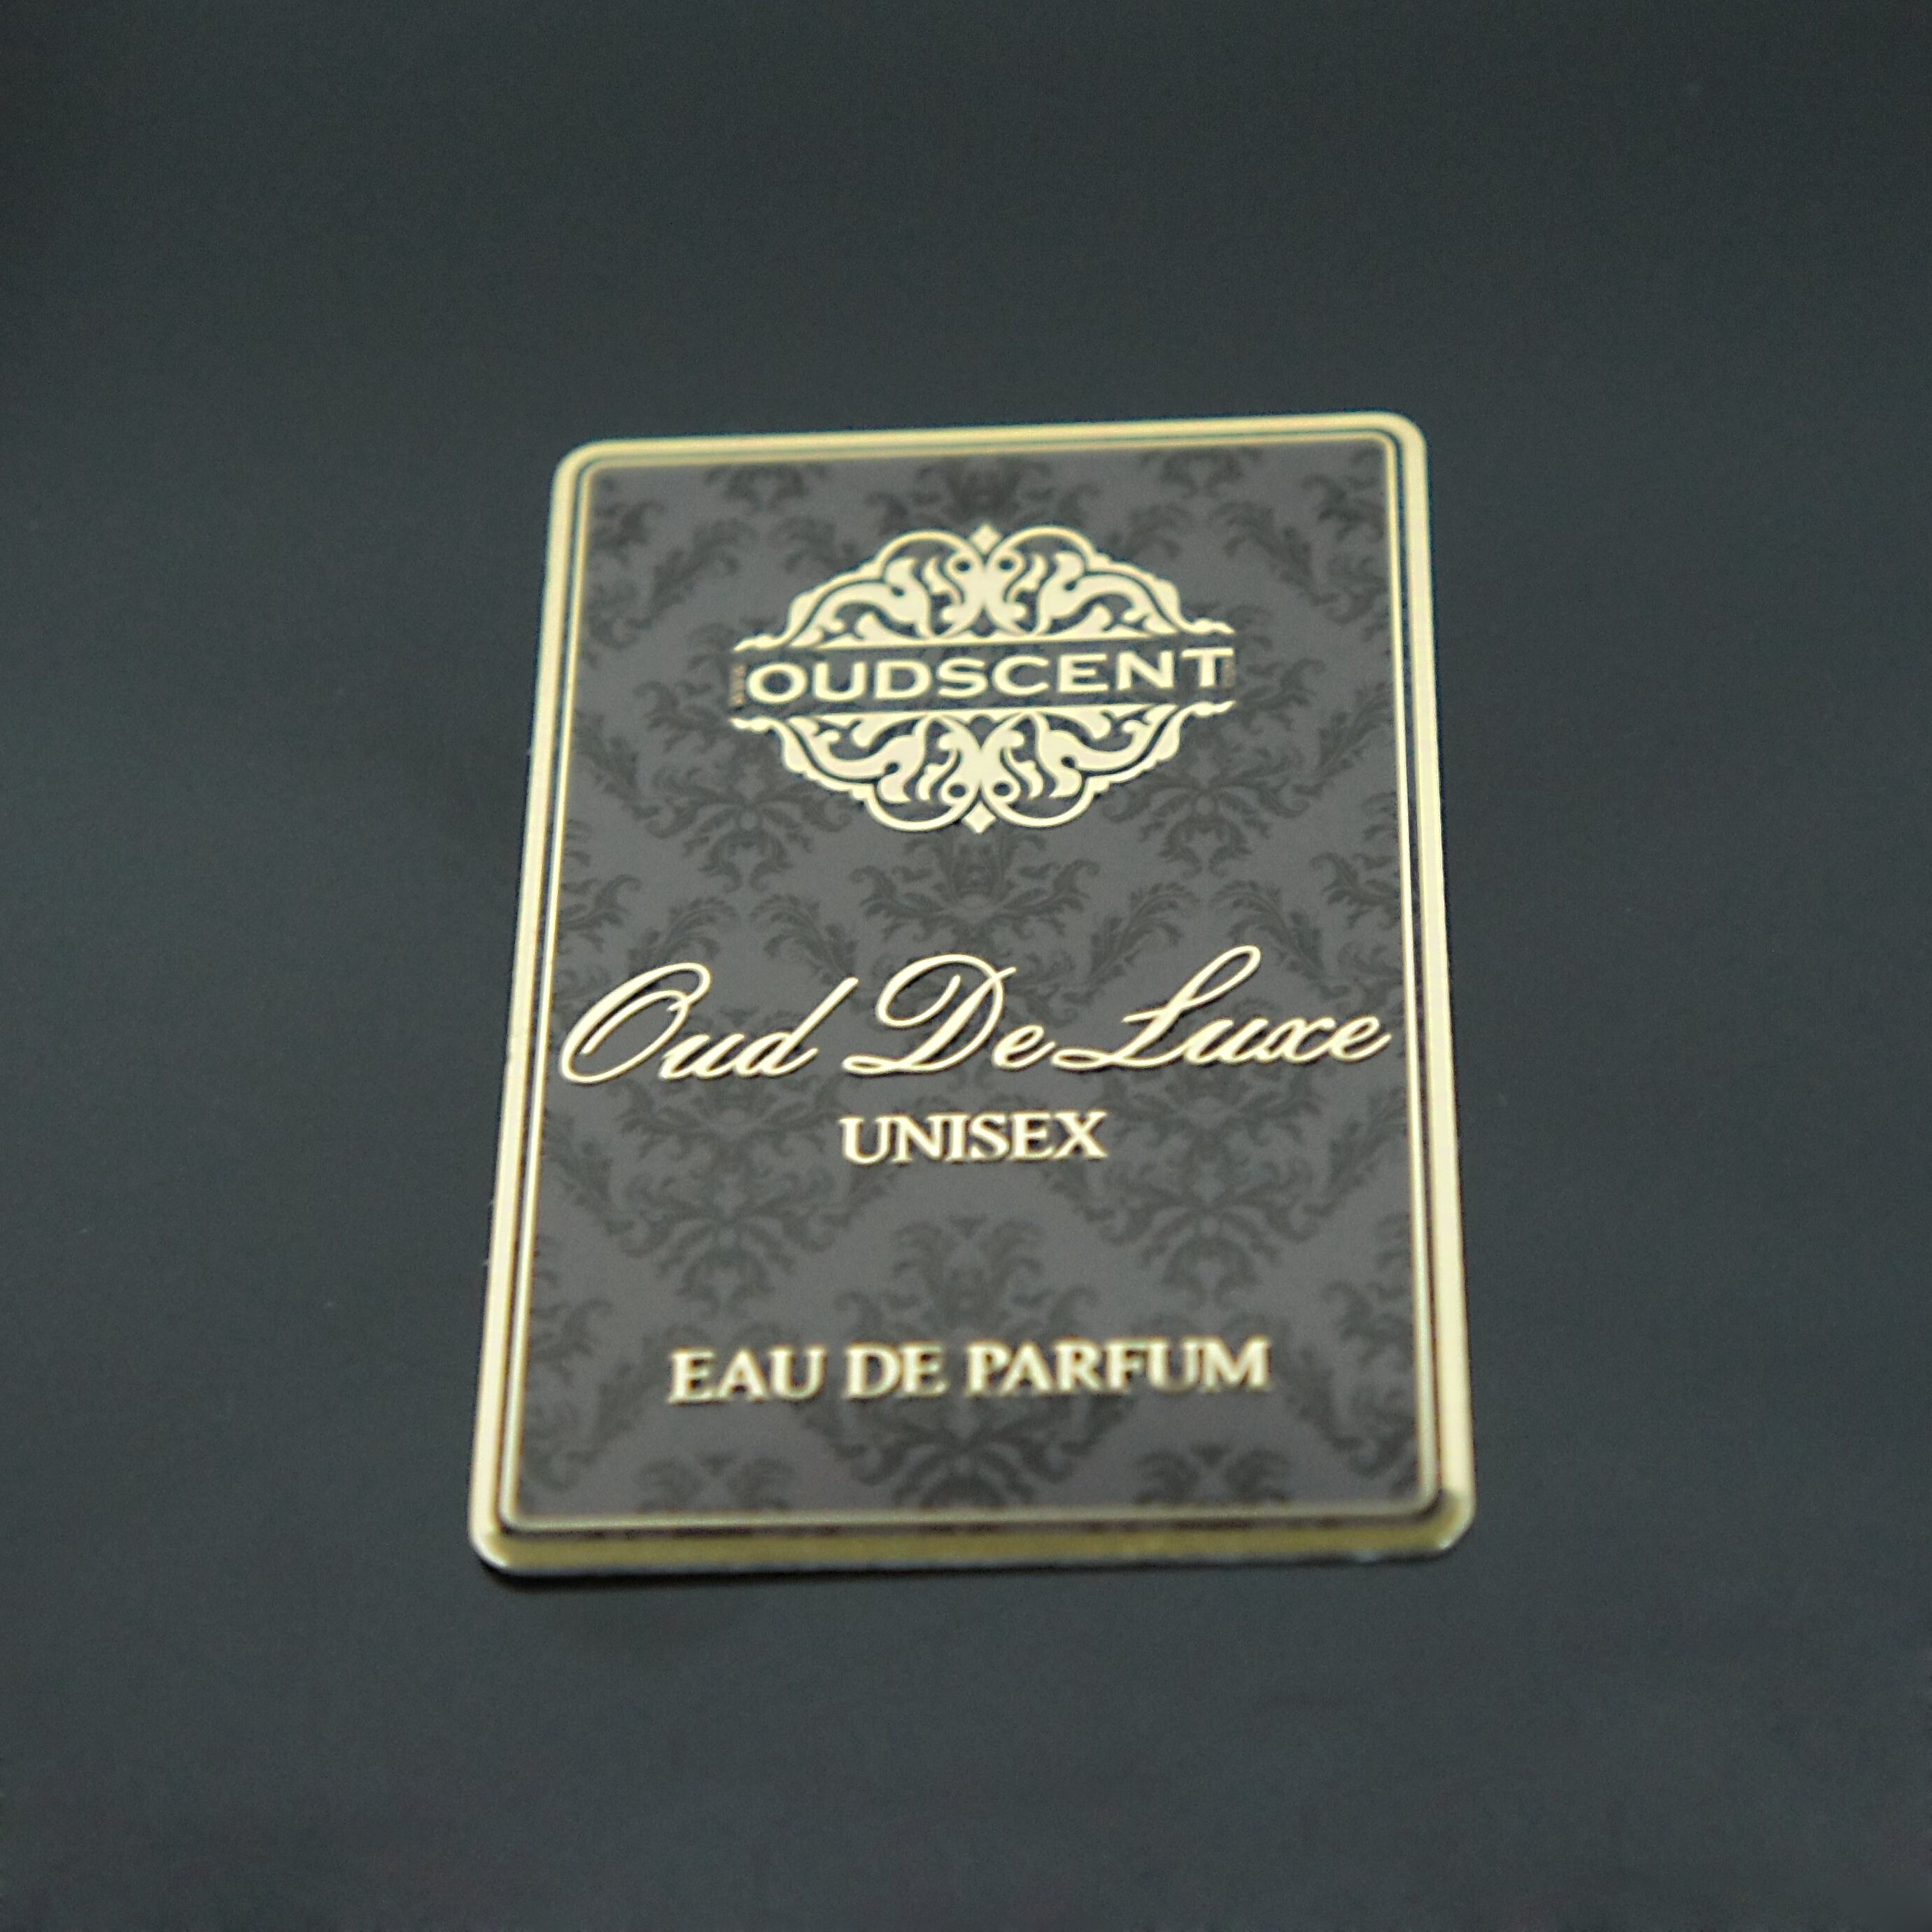 OUDSCENT
Oud De Luxe
UNISEX
EAU DE PARFUM